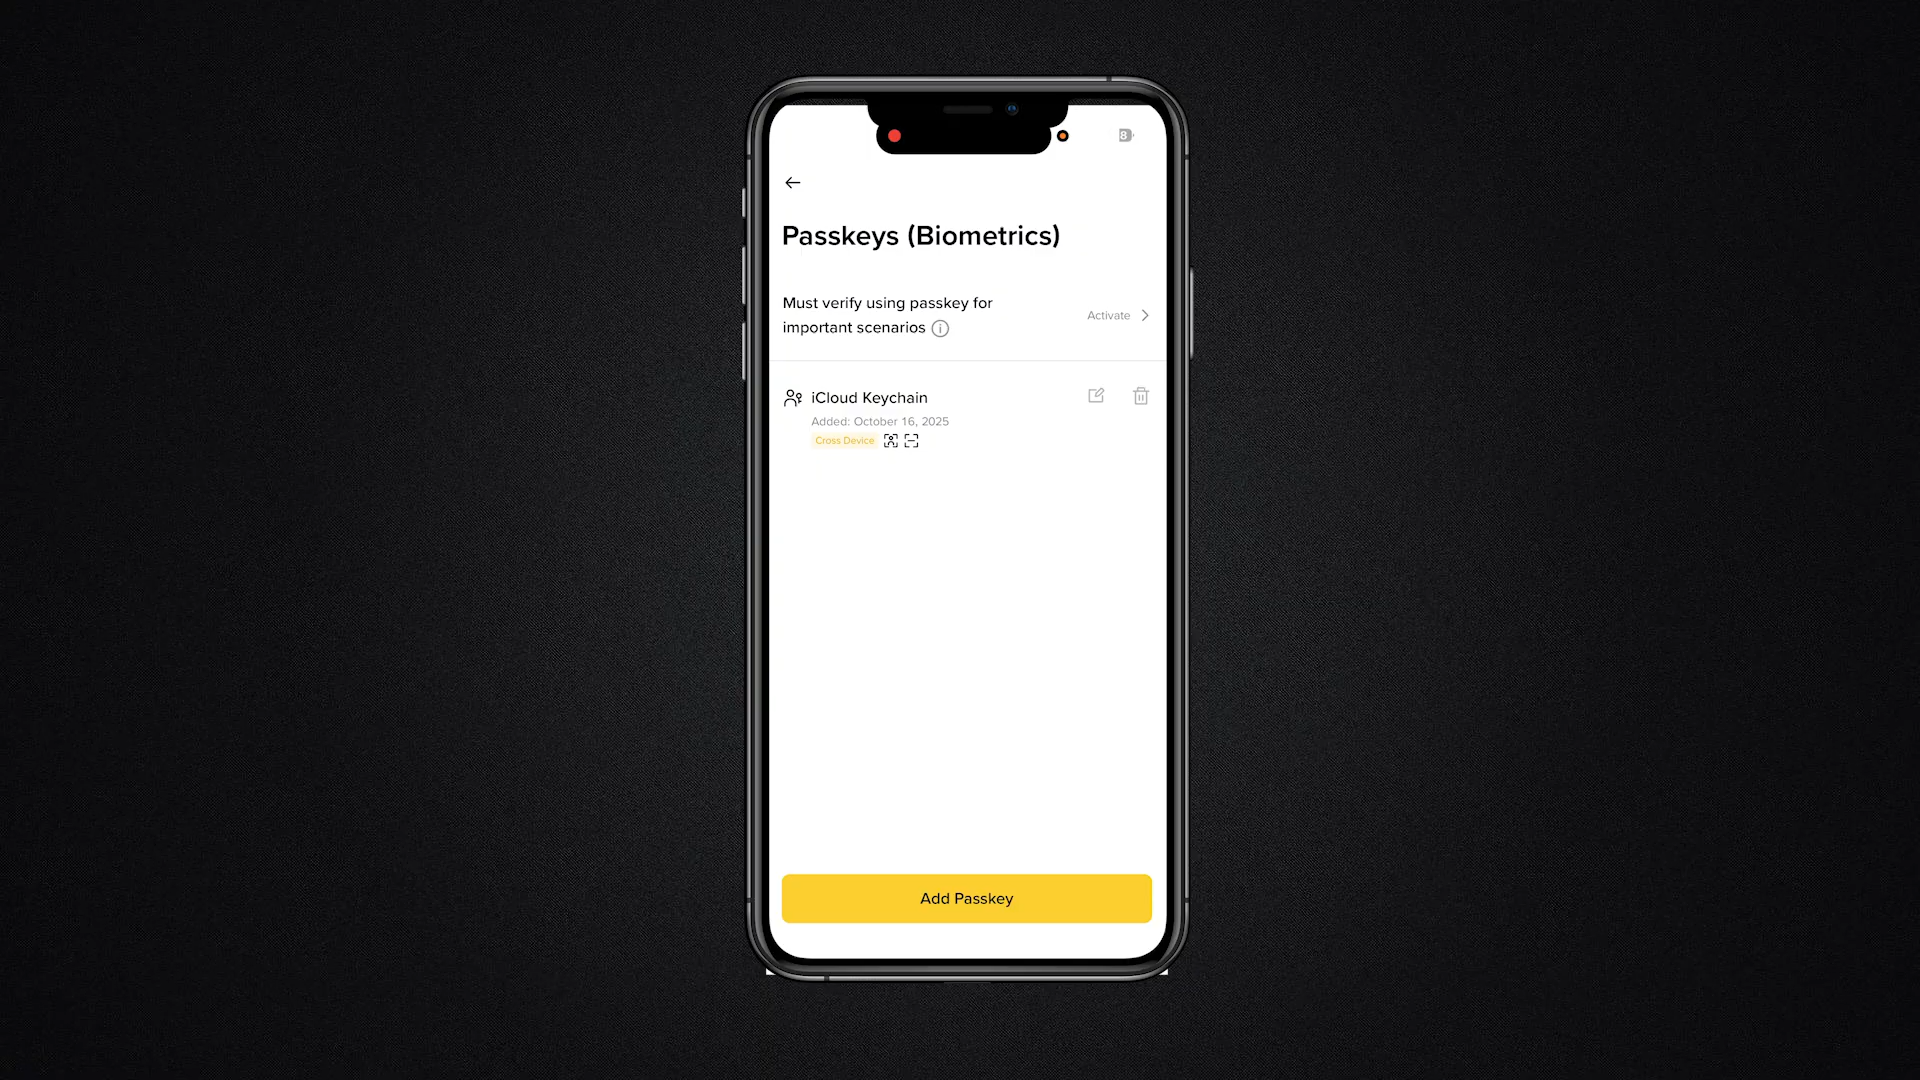 8
Passkeys (Biometrics)
Must verify using passkey for
important scenarios
Activate
iCloud Keychain
Added: October 16, 2025
Cross Device
Add Passkey